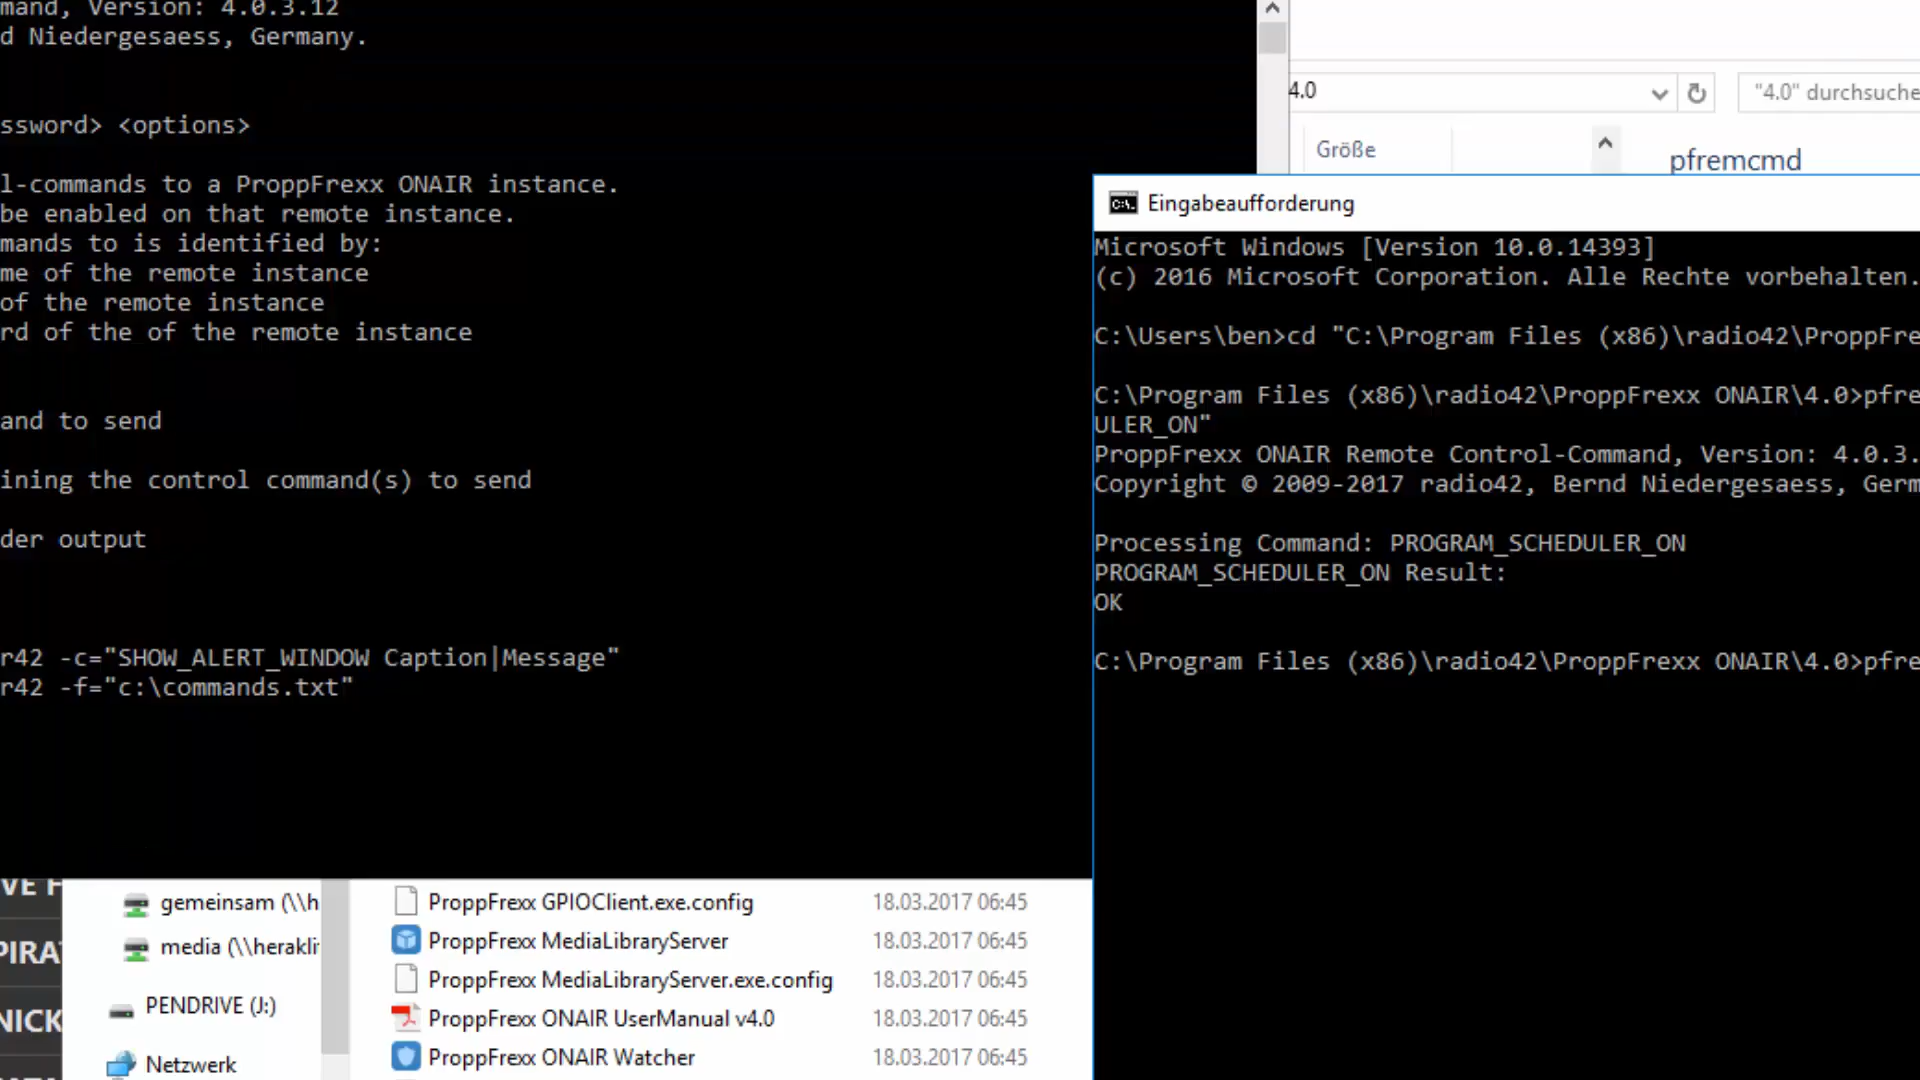 mand, Version: 4.0.3.12
d Niedergesaess, Germany.
ssword> <options>
l-commands to a ProppFrexx ONAIR instance.
be enabled on that remote instance.
mands to is identified by:
me of the remote instance
of the remote instance
rd of the of the remote instance
and to send
ining the control command(s) to send
der output
r42 -c="SHOW_ALERT_WINDOW Caption|Message"
r42 -f="c:\commands.txt"
4.0
"4.0" durchsuche
Größe
pfremcmd
Eingabeaufforderung
Microsoft Windows [Version 10.0.14393]
(c) 2016 Microsoft Corporation. Alle Rechte vorbehalten.
C:\Users\ben>cd "C:\Program Files (x86)\radio42\ProppFre
C:\Program Files (x86)\radio42\ProppFrexx ONAIR\4.0>pfre
ULER_ON"
ProppFrexx ONAIR Remote Control-Command, Version: 4.0.3.
Copyright © 2009-2017 radio42, Bernd Niedergesaess, Germ
Processing Command: PROGRAM_SCHEDULER_ON
PROGRAM_SCHEDULER_ON Result:
OK
C:\Program Files (x86)\radio42\ProppFrexx ONAIR\4.0>pfre
VE F
PIRAT
NICK
gemeinsam (\\h
media (\\herakli
PENDRIVE (J:)
Netzwerk
ProppFrexx GPIOClient.exe.config 18.03.2017 06:45
ProppFrexx MediaLibraryServer 18.03.2017 06:45
ProppFrexx MediaLibraryServer.exe.config 18.03.2017 06:45
ProppFrexx ONAIR UserManual v4.0 18.03.2017 06:45
ProppFrexx ONAIR Watcher 18.03.2017 06:45